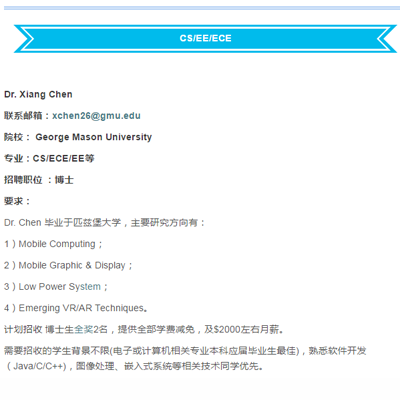 CS/EE/ECE
Dr. Xiang Chen
联系邮箱：xchen26@gmu.edu
院校： George Mason University
专业：CS/ECE/EE等
招聘职位 ：博士
要求：
Dr. Chen 毕业于匹兹堡大学，主要研究方向有：
1）Mobile Computing；
2）Mobile Graphic & Display；
3）Low Power System；
4）Emerging VR/AR Techniques。
计划招收 博士生全奖2名，提供全部学费减免，及$2000左右月薪。
需要招收的学生背景不限(电子或计算机相关专业本科应届毕业生最佳)，熟悉软件开发
（Java/C/C++)，图像处理、嵌入式系统等相关技术同学优先。